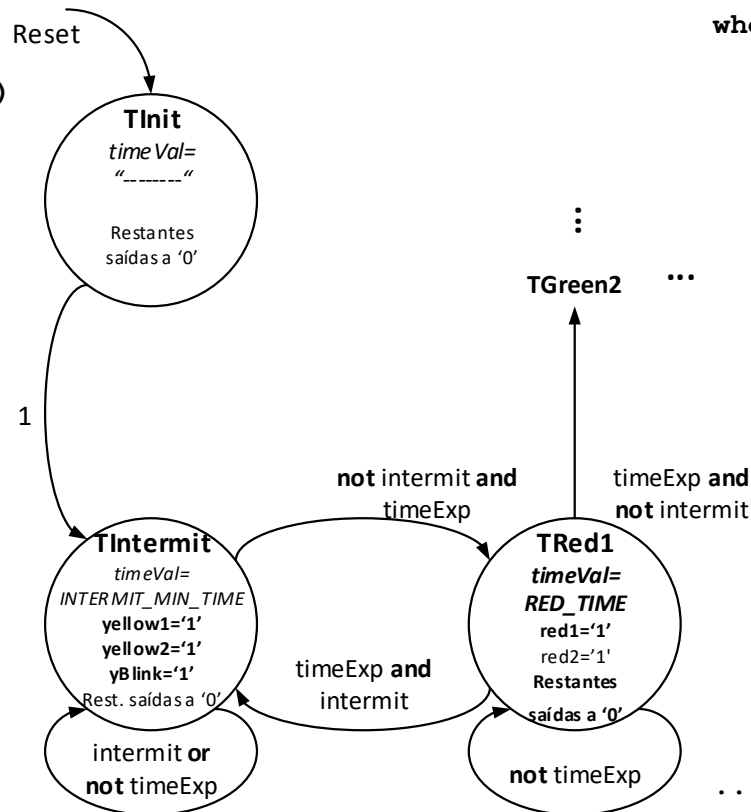 Reset
whe
)
TInit
timeVal=
“--------“
Restantes
saídas a ‘0’
⋮
TGreen2
...
1
not intermit and
timeExp
timeExp and
not intermit
TIntermit
timeVal=
INTERMIT_MIN_TIME
yellow1=‘1’
yellow2=‘1’
yBlink=‘1’
Rest. saídas a ‘0’
TRed1
timeVal=
RED_TIME
red1=‘1’
red2='1'
Restantes
saídas a ‘0’
timeExp and
intermit
intermit or
not timeExp
not timeExp
..